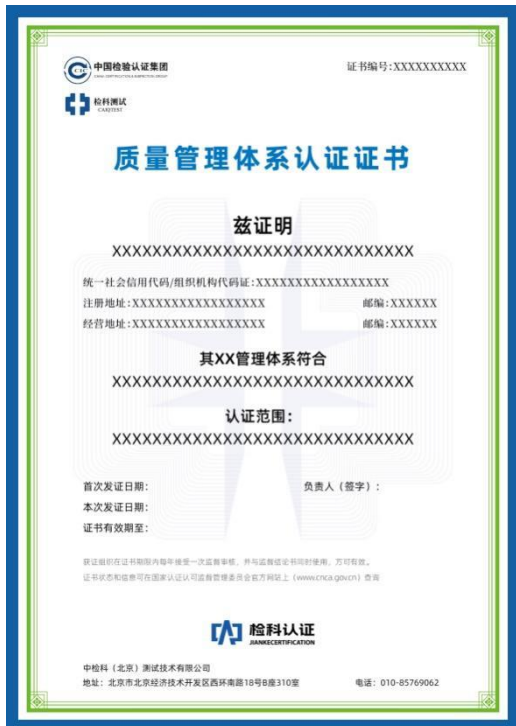 中国检验认证集团
证书编号:XXXXXXXXXX
检科测试
CAIQTEST
质量管理体系认证证书
兹证明
XXXXXXXXXXXXXXXXXXXXXXXXXXXXXX
统一社会信用代码/组织机构代码证:XXXXXXXXXXXXXXXXX
注册地址:XXXXXXXXXXXXXXXXX 邮编:XXXXXX
经营地址:XXXXXXXXXXXXXXXXX 邮编:XXXXXX
其XX管理体系符合
XXXXXXXXXXXXXXXXXXXXXXXXXXXXXX
认证范围：
XXXXXXXXXXXXXXXXXXXXXXXXXXXXXX
首次发证日期： 负责人（签字）：
本次发证日期：
证书有效期至：
获证组织在证书期限内每年接受一次监督审核，并与监督结论书同时使用，方可有效。
证书状态和信息可在国家认证认可监督管理委员会官方网站上（www.cnca.gov.cn）查询
检科认证
JIANKECERTIFICATION
中检科（北京）测试技术有限公司
地址：北京市北京经济技术开发区西环南路18号B座310室 电话：010-85769062